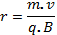 r = m.v / q.B